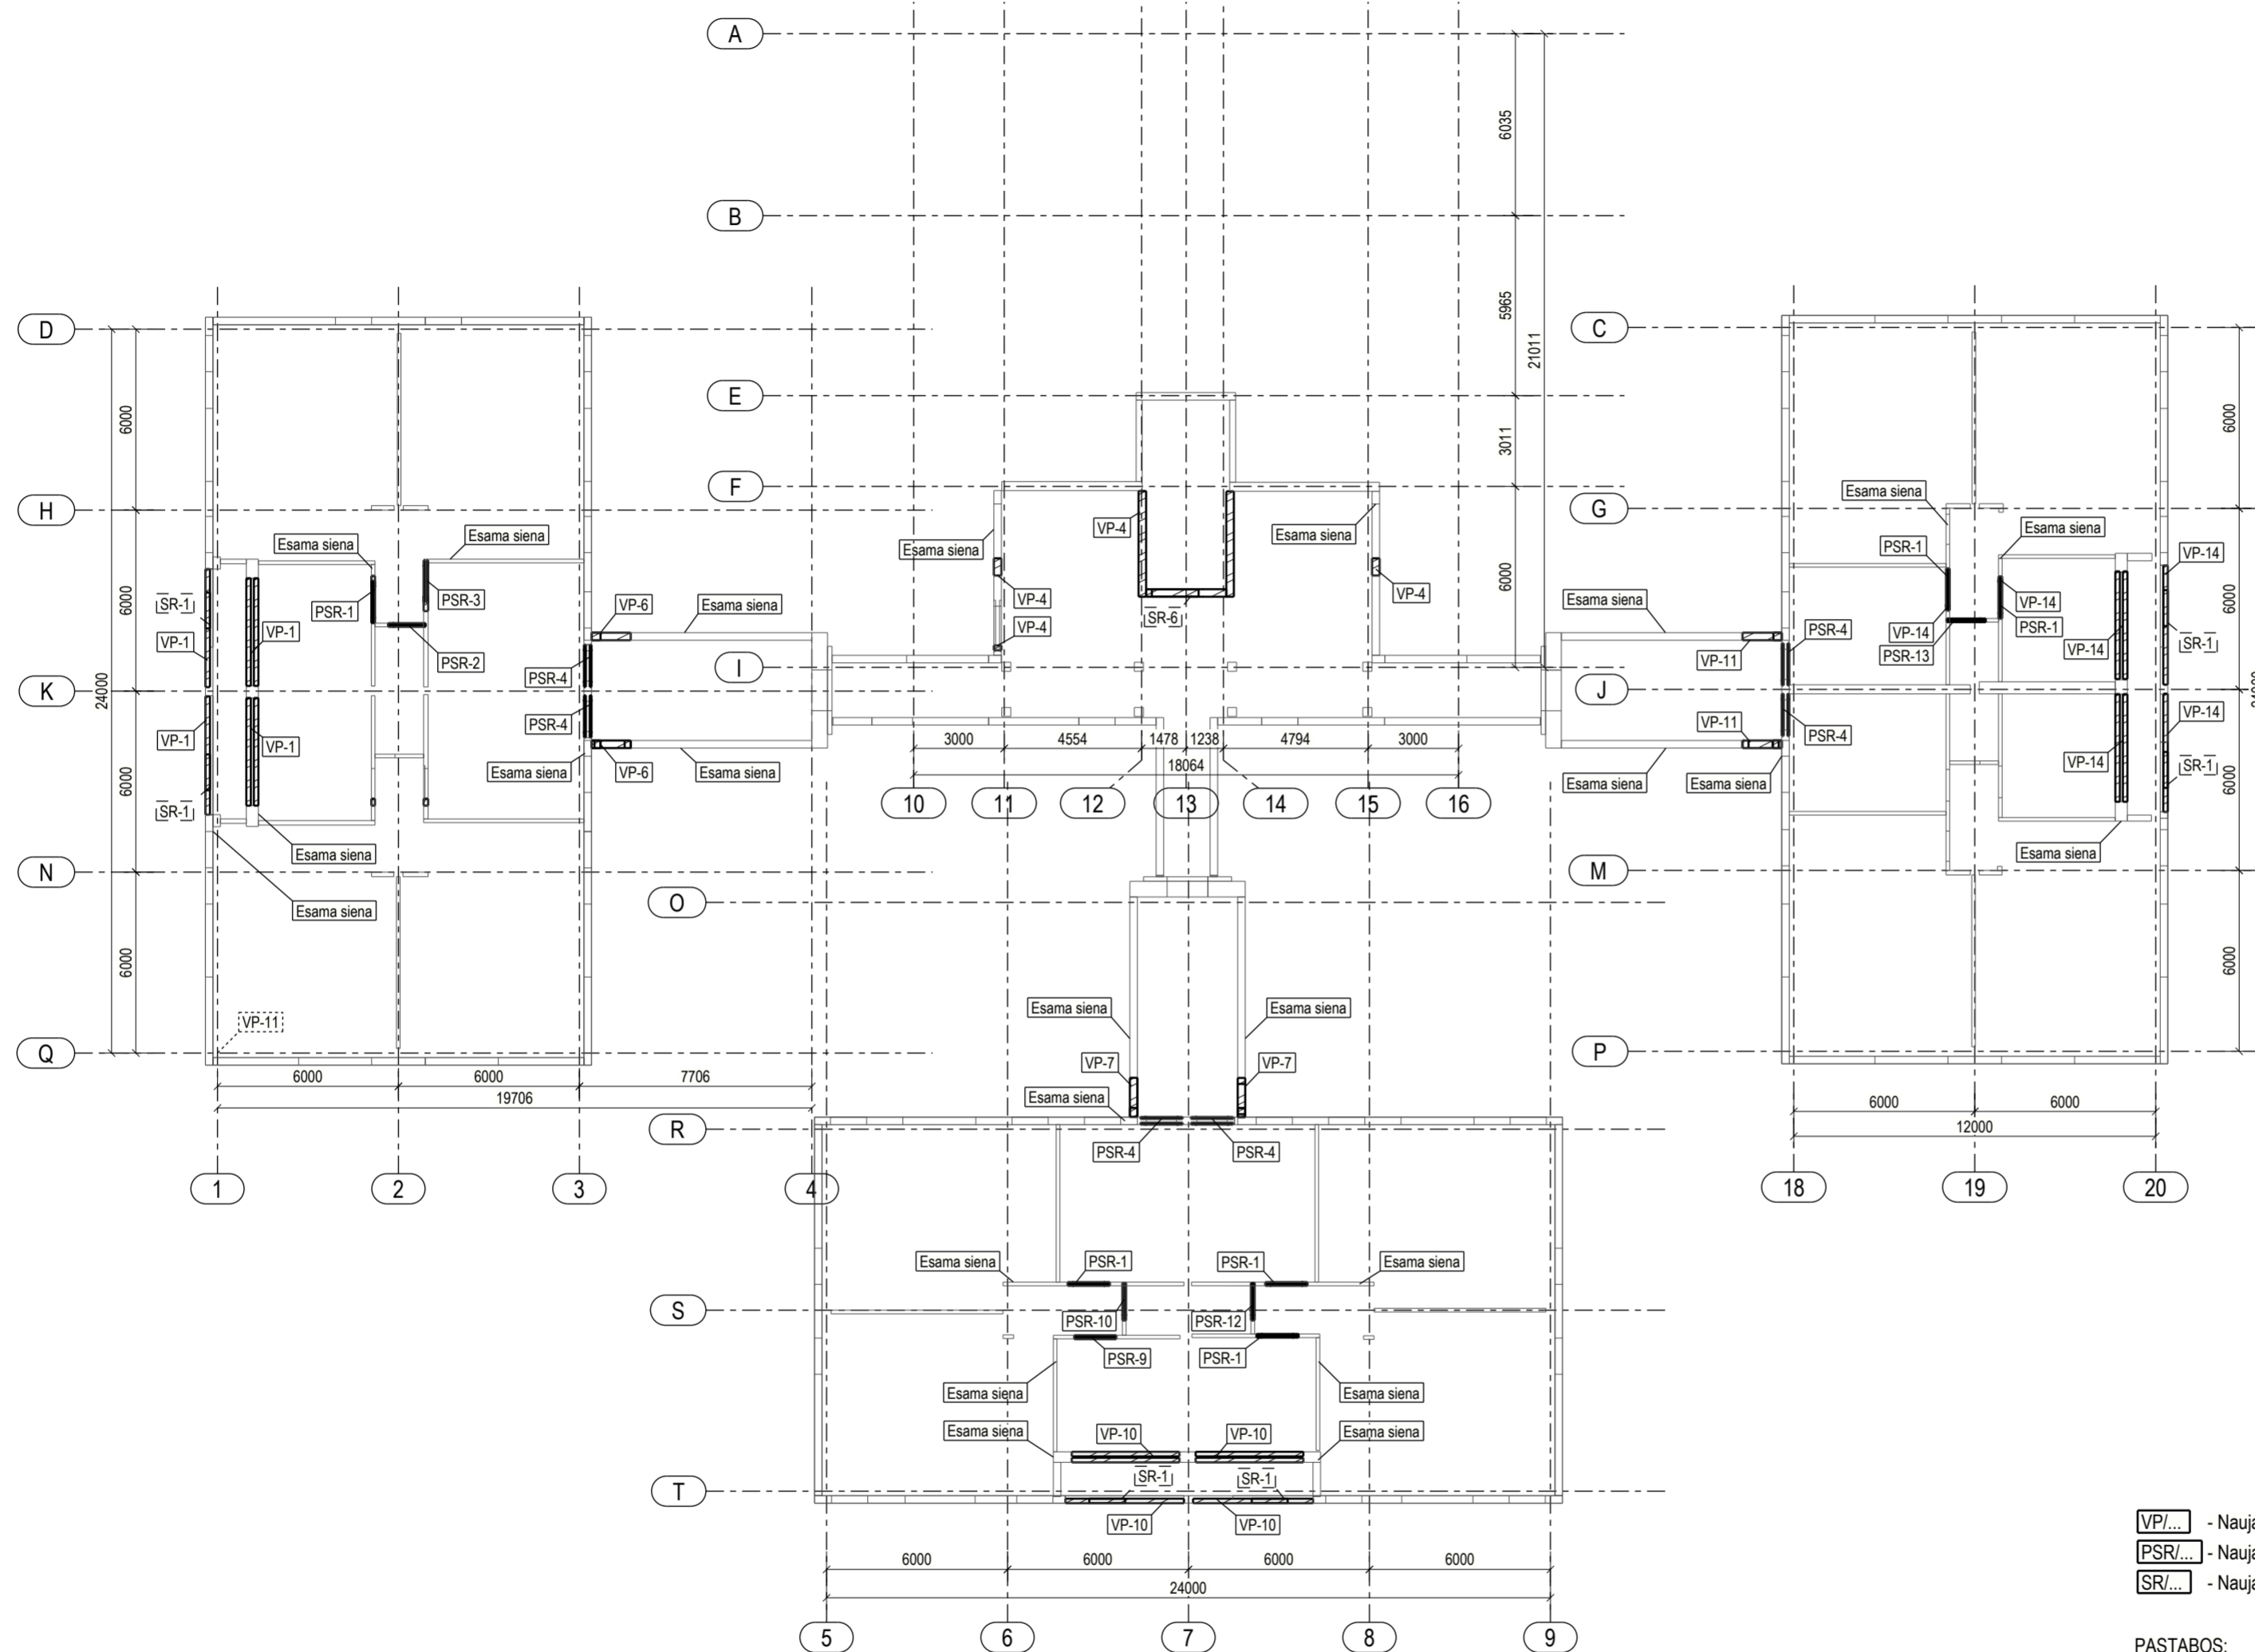 A
B
E
F
I
6035
5965
21011
3011
6000
D
H
K
N
Q
6000
6000
6000
6000
24000
Esama siena
Esama siena
SR-1
VP-1
VP-1
PSR-1
PSR-3
PSR-2
VP-1
VP-1
SR-1
Esama siena
Esama siena
VP-11
VP-6
Esama siena
PSR-4
PSR-4
Esama siena
VP-6
Esama siena
6000
6000
7706
19706
1
2
3
4
Esama siena
VP-4
Esama siena
VP-4
VP-4
VP-4
SR-6
3000
4554
1478
1238
4794
3000
18064
10
11
12
13
14
15
16
C
G
J
M
P
Esama siena
PSR-1
Esama siena
VP-14
VP-14
PSR-1
VP-14
PSR-13
VP-14
SR-1
Esama siena
PSR-4
VP-11
VP-11
PSR-4
VP-14
VP-14
SR-1
Esama siena
Esama siena
Esama siena
6000
6000
6000
6000
6000
6000
12000
18
19
20
O
R
S
T
Esama siena
Esama siena
VP-7
VP-7
Esama siena
PSR-4
PSR-4
Esama siena
PSR-1
PSR-1
Esama siena
PSR-10
PSR-12
PSR-9
PSR-1
Esama siena
Esama siena
Esama siena
VP-10
VP-10
Esama siena
SR-1
SR-1
VP-10
VP-10
6000
6000
6000
6000
24000
5
6
7
8
9
VP/... - Nauja
PSR/... - Nauja
SR/... - Nauja
PASTABOS: